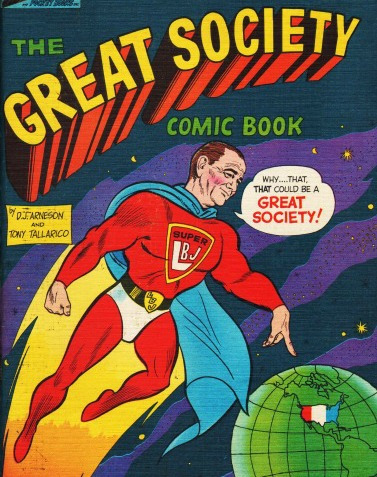 THE
GREAT SOCIETY
COMIC BOOK
WHY....THAT,
THAT COULD BE A
GREAT
SOCIETY!
by D.J. ARNESON
AND
TONY TALLARICO
SUPER
LBJ
LBJ